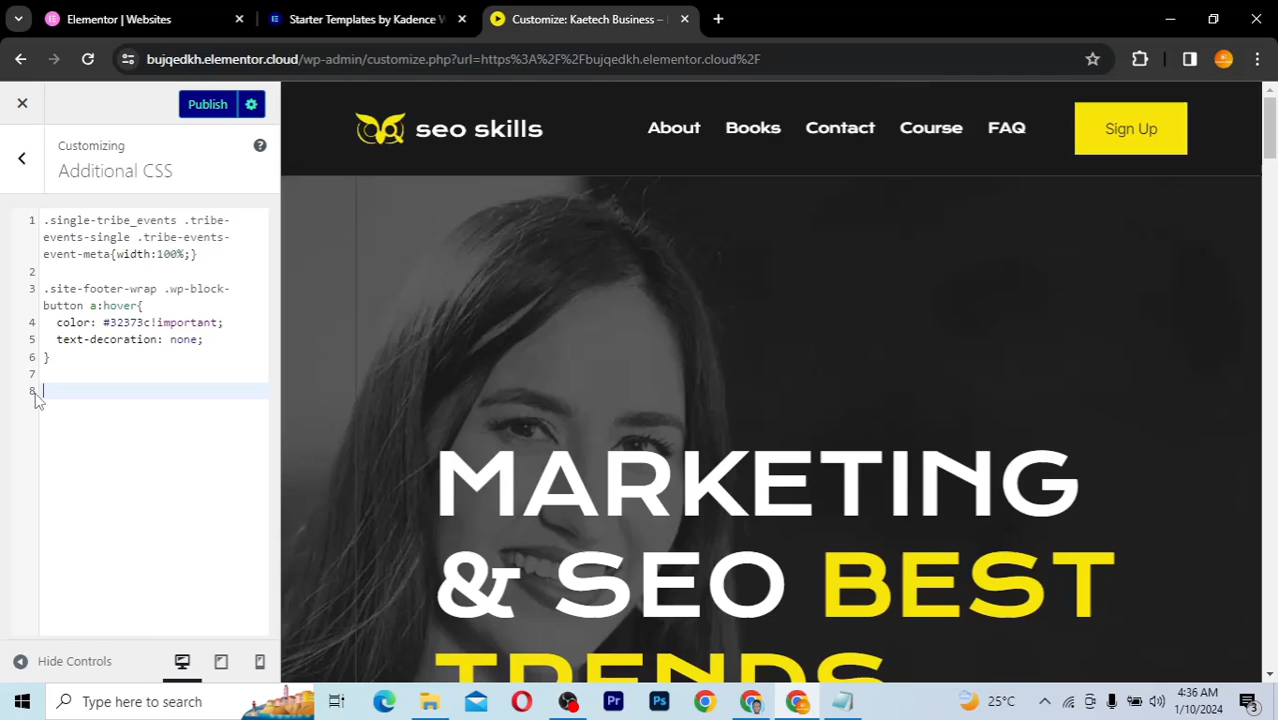 Elementor | Websites
Starter Templates by Kadence W
Customize: Kaetech Business –
bujqedkh.elementor.cloud/wp-admin/customize.php?url=https%3A%2F%2Fbujqedkh.elementor.cloud%2F
Publish
Customizing
Additional CSS
1 .single-tribe_events .tribe-
events-single .tribe-events-
event-meta{width:100%;}
2
3 .site-footer-wrap .wp-block-
button a:hover{
4 color: #32373c!important;
5 text-decoration: none;
6 }
7
8
Hide Controls
seo skills
About Books Contact Course FAQ
Sign Up
MARKETING
& SEO BEST
TRENDS
Type here to search
25°C
4:36 AM
1/10/2024
3